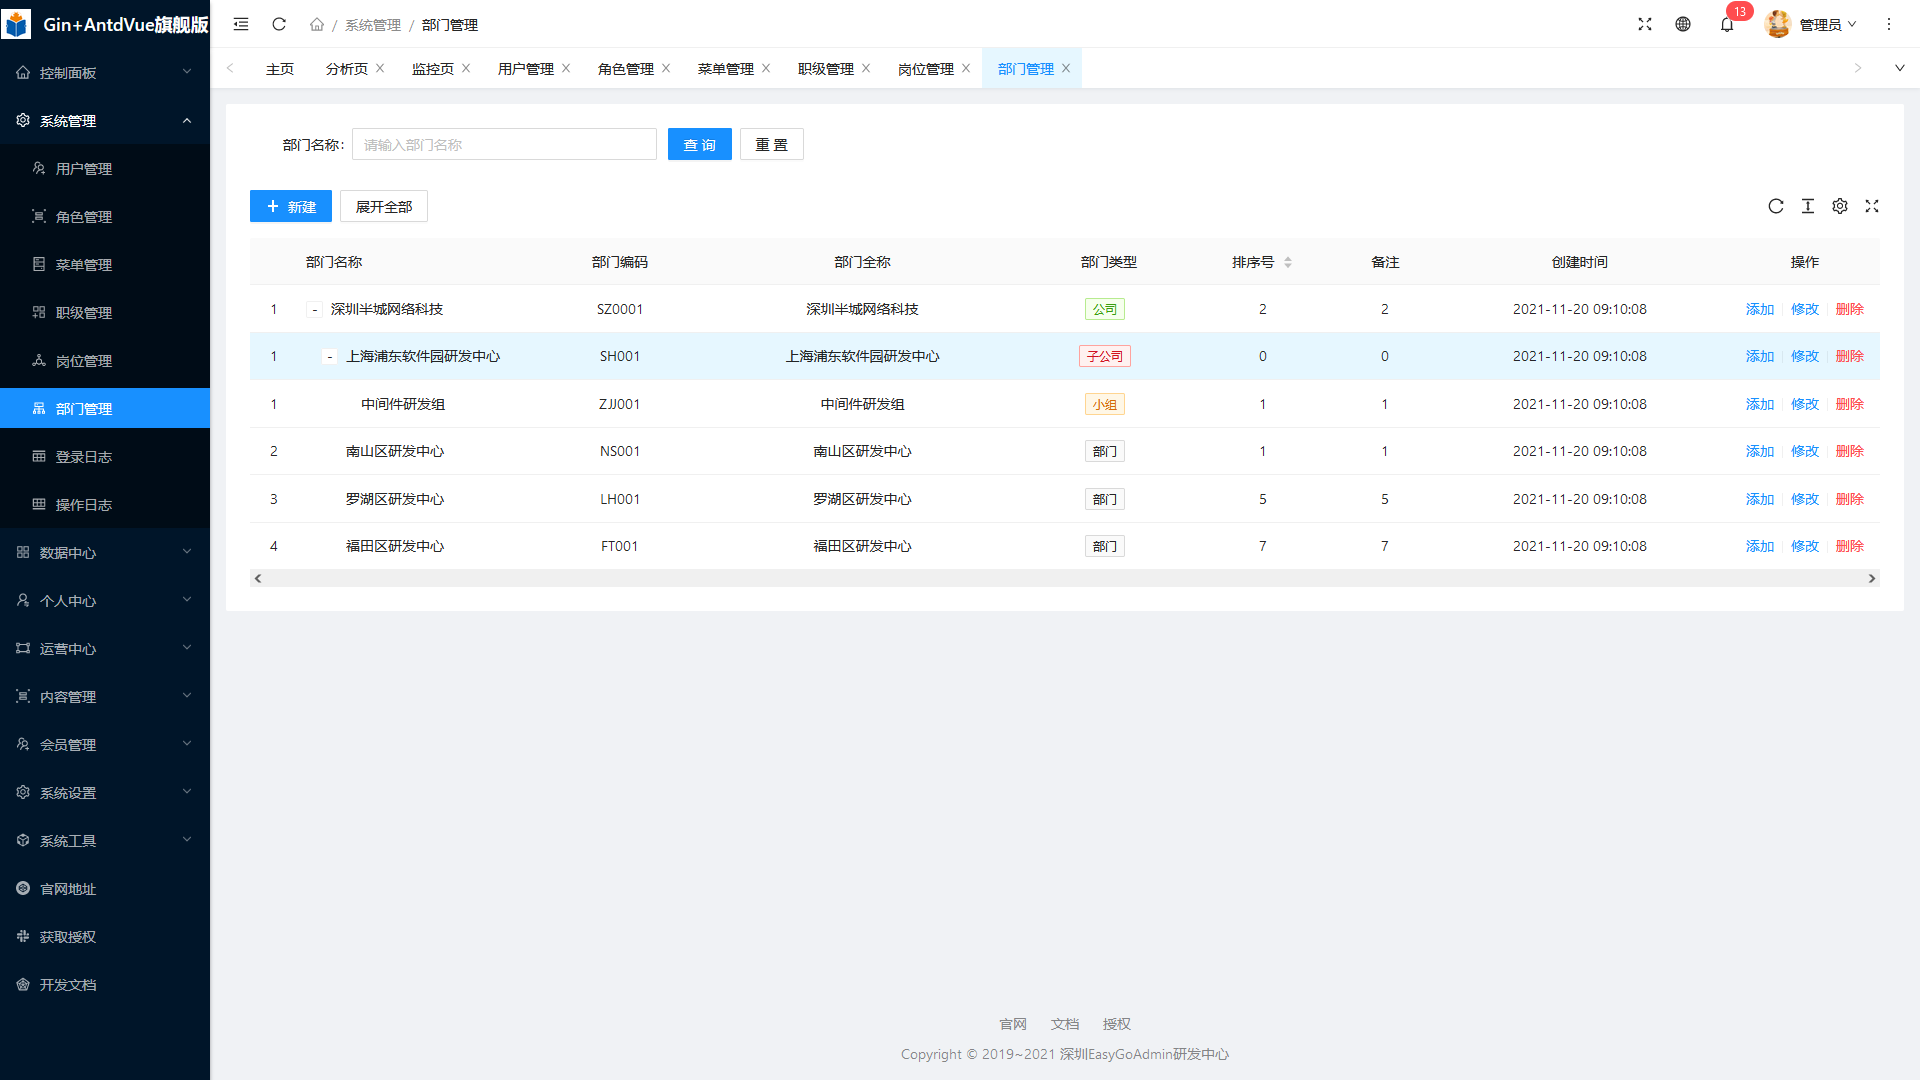 Gin+AntdVue旗舰版
控制面板
系统管理
用户管理
角色管理
菜单管理
职级管理
岗位管理
部门管理
登录日志
操作日志
数据中心
个人中心
运营中心
内容管理
会员管理
系统设置
系统工具
官网地址
获取授权
开发文档
/ 系统管理 / 部门管理
13
管理员
主页 分析页 监控页 用户管理 角色管理 菜单管理 职级管理 岗位管理 部门管理
部门名称: 请输入部门名称 查 询 重 置
新建 展开全部
部门名称 部门编码 部门全称 部门类型 排序号 备注 创建时间 操作
1 - 深圳半城网络科技 SZ0001 深圳半城网络科技 公司 2 2 2021-11-20 09:10:08 添加 修改 删除
1 - 上海浦东软件园研发中心 SH001 上海浦东软件园研发中心 子公司 0 0 2021-11-20 09:10:08 添加 修改 删除
1 中间件研发组 ZJJ001 中间件研发组 小组 1 1 2021-11-20 09:10:08 添加 修改 删除
2 南山区研发中心 NS001 南山区研发中心 部门 1 1 2021-11-20 09:10:08 添加 修改 删除
3 罗湖区研发中心 LH001 罗湖区研发中心 部门 5 5 2021-11-20 09:10:08 添加 修改 删除
4 福田区研发中心 FT001 福田区研发中心 部门 7 7 2021-11-20 09:10:08 添加 修改 删除
官网 文档 授权
Copyright © 2019~2021 深圳EasyGoAdmin研发中心